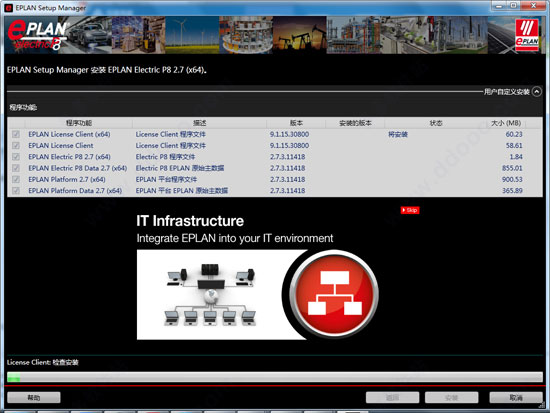 EPLAN Setup Manager
ePLAN
electric P8
EPLAN
EPLAN Setup Manager 安装 EPLAN Electric P8 2.7 (x64)。
用户自定义安装
程序功能:
程序功能 描述 版本 安装的版本 状态 大小 (MB)
EPLAN License Client (x64) License Client 程序文件 9.1.15.30800 将安装 60.23
EPLAN License Client License Client 程序文件 9.1.15.30800 58.61
EPLAN Electric P8 2.7 (x64) Electric P8 程序文件 2.7.3.11418 1.84
EPLAN Electric P8 Data 2.7 (x64) Electric P8 EPLAN 原始主数据 2.7.3.11418 855.01
EPLAN Platform 2.7 (x64) EPLAN 平台程序文件 2.7.3.11418 900.53
EPLAN Platform Data 2.7 (x64) EPLAN 平台 EPLAN 原始主数据 2.7.3.11418 365.89
Skip
IT Infrastructure
Integrate EPLAN into your IT environment
License Client: 检查安装
帮助 安装 取消